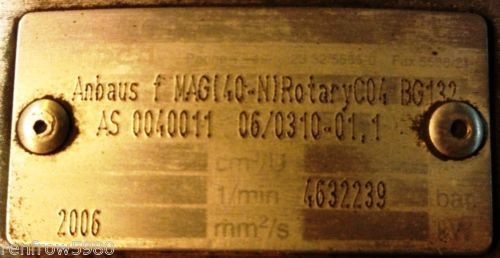 Anbaus f MAG(40-N)RotaryC04 BG132
AS 0040011 06/0310-01,1
cm³/U
1/min 4632239 bar
2006 mm²/s kW
renfrow5980